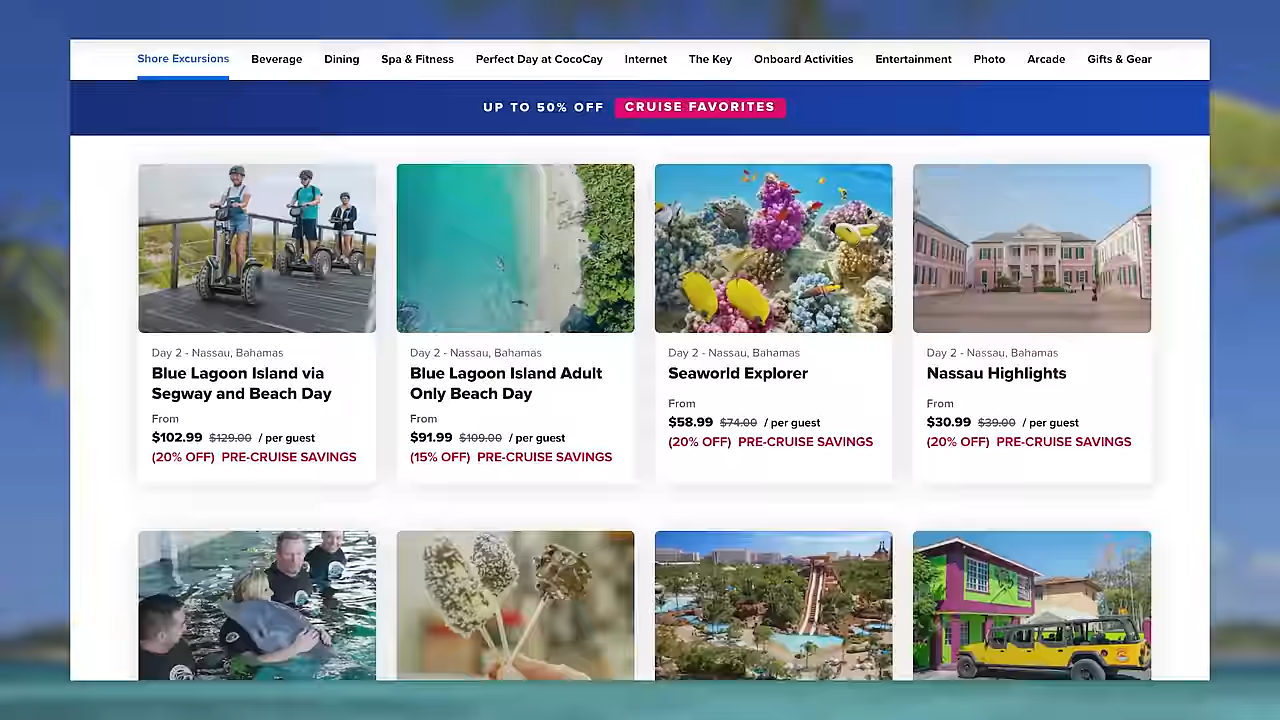 Shore Excursions Beverage Dining Spa & Fitness Perfect Day at CocoCay Internet The Key Onboard Activities Entertainment Photo Arcade Gifts & Gear
UP TO 50% OFF CRUISE FAVORITES
Day 2 - Nassau, Bahamas
Blue Lagoon Island via
Segway and Beach Day
From
$102.99 $129.00 / per guest
(20% OFF) PRE-CRUISE SAVINGS
Day 2 - Nassau, Bahamas
Blue Lagoon Island Adult
Only Beach Day
From
$91.99 $109.00 / per guest
(15% OFF) PRE-CRUISE SAVINGS
Day 2 - Nassau, Bahamas
Seaworld Explorer
From
$58.99 $74.00 / per guest
(20% OFF) PRE-CRUISE SAVINGS
Day 2 - Nassau, Bahamas
Nassau Highlights
From
$30.99 $39.00 / per guest
(20% OFF) PRE-CRUISE SAVINGS